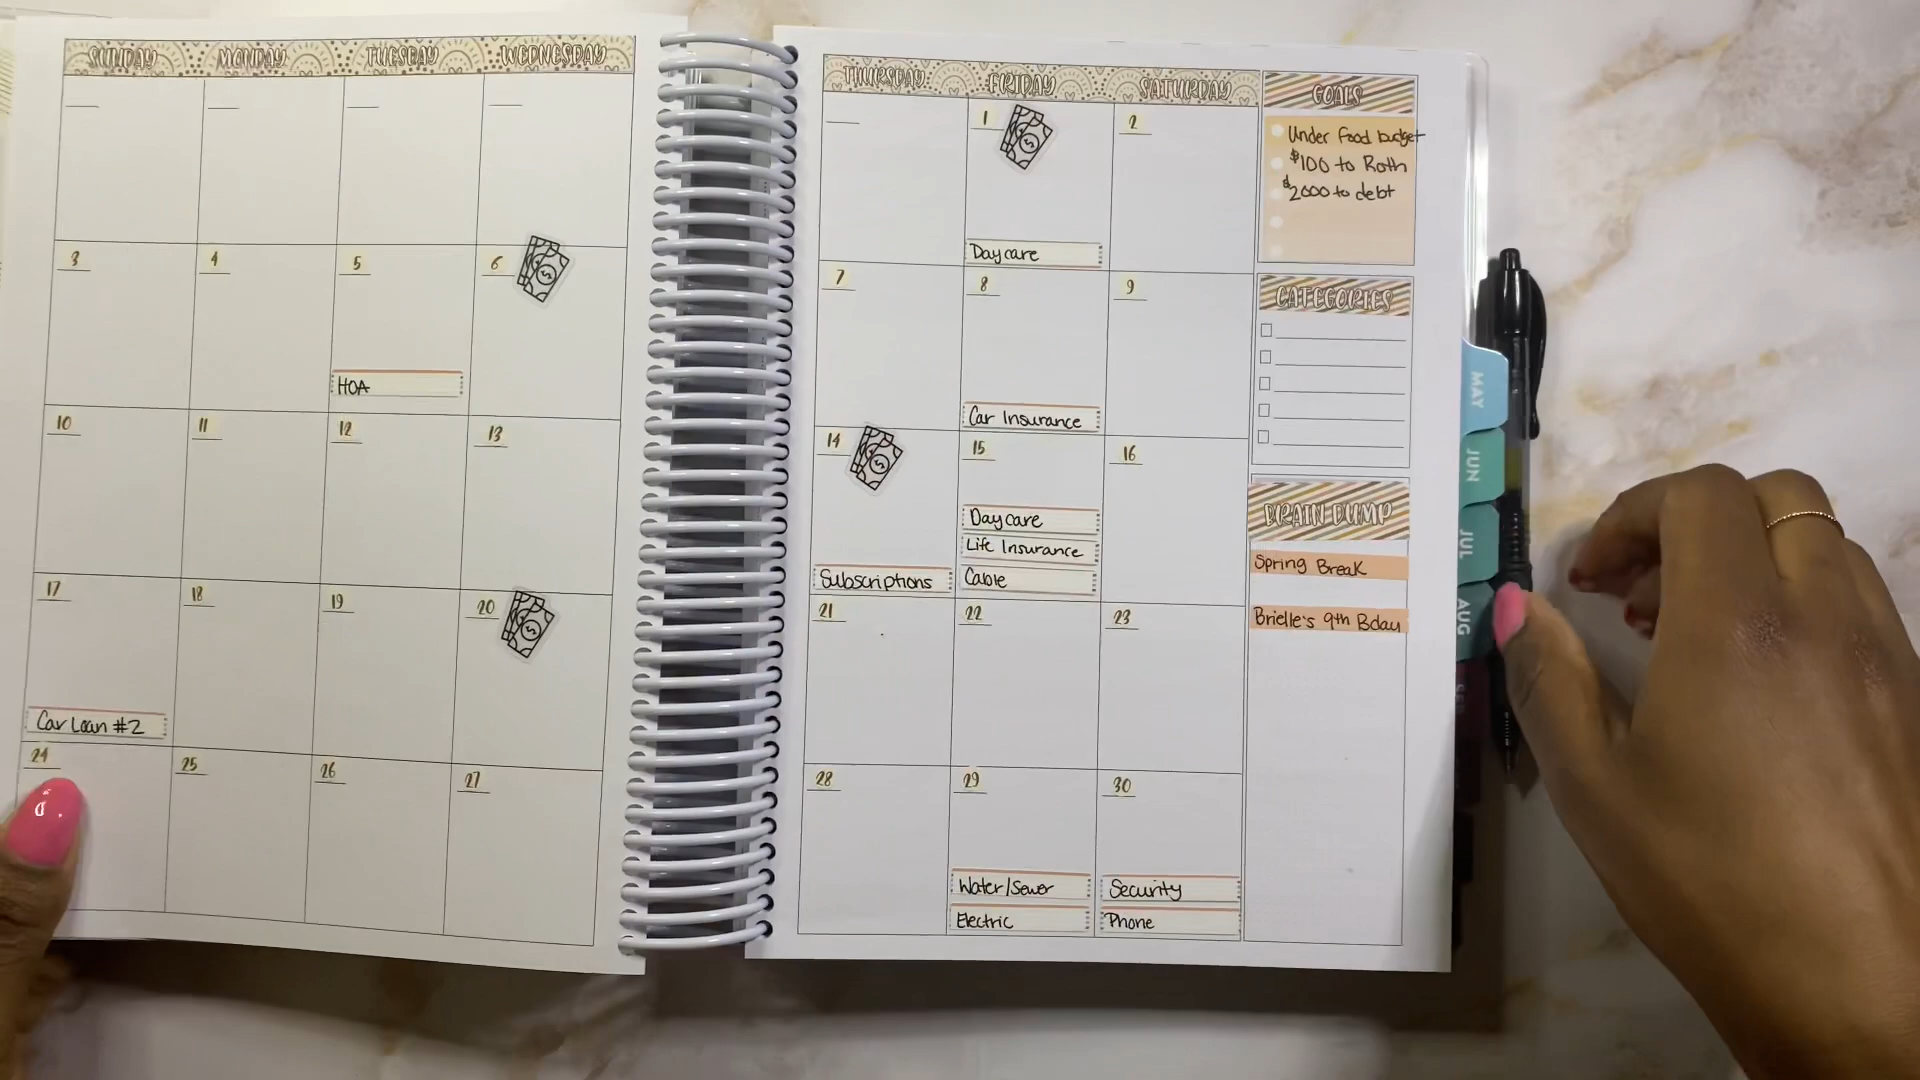 SUNDAY MONDAY TUESDAY WEDNESDAY
3 4 5 6
HOA
10 11 12 13
17 18 19 20
Car Loan #2
24 25 26 27
THURSDAY FRIDAY SATURDAY
1 2
Daycare
7 8 9
Car Insurance
14 15 16
Daycare
Life Insurance
Subscriptions Cable
21 22 23
28 29 30
Water/Sewer Security
Electric Phone
GOALS
Under food budget
$100 to Roth
$2000 to debt
CATEGORIES
BRAIN DUMP
Spring Break
Brielle's 9th Bday
MAY
JUN
JUL
AUG